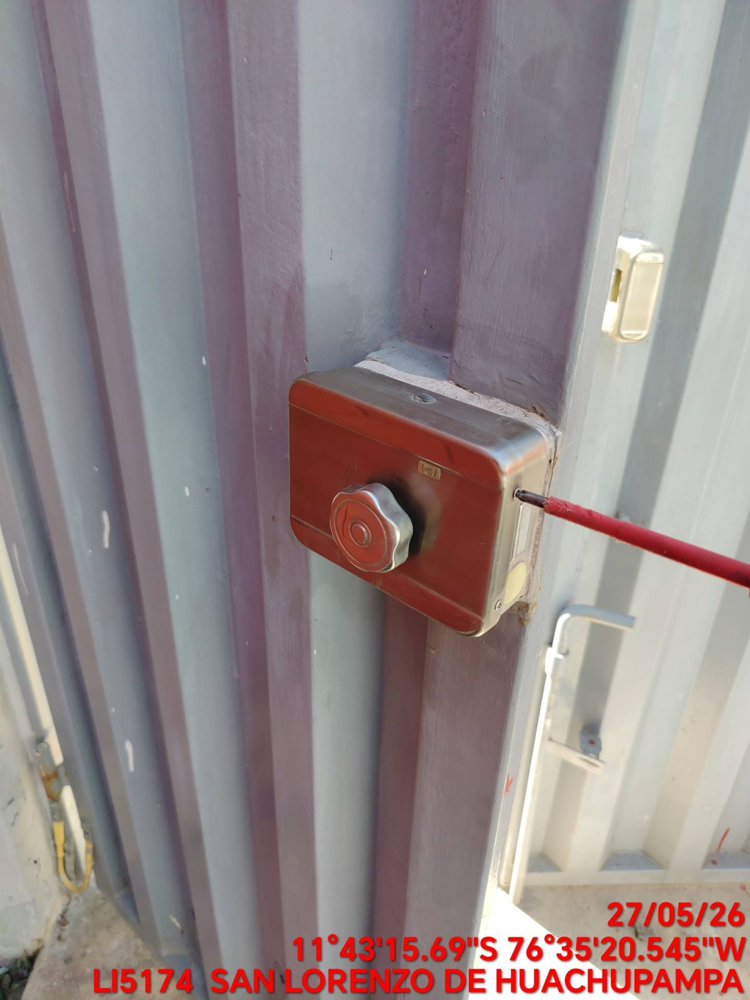 27/05/26
11°43'15.69"S 76°35'20.545"W
LI5174 SAN LORENZO DE HUACHUPAMPA